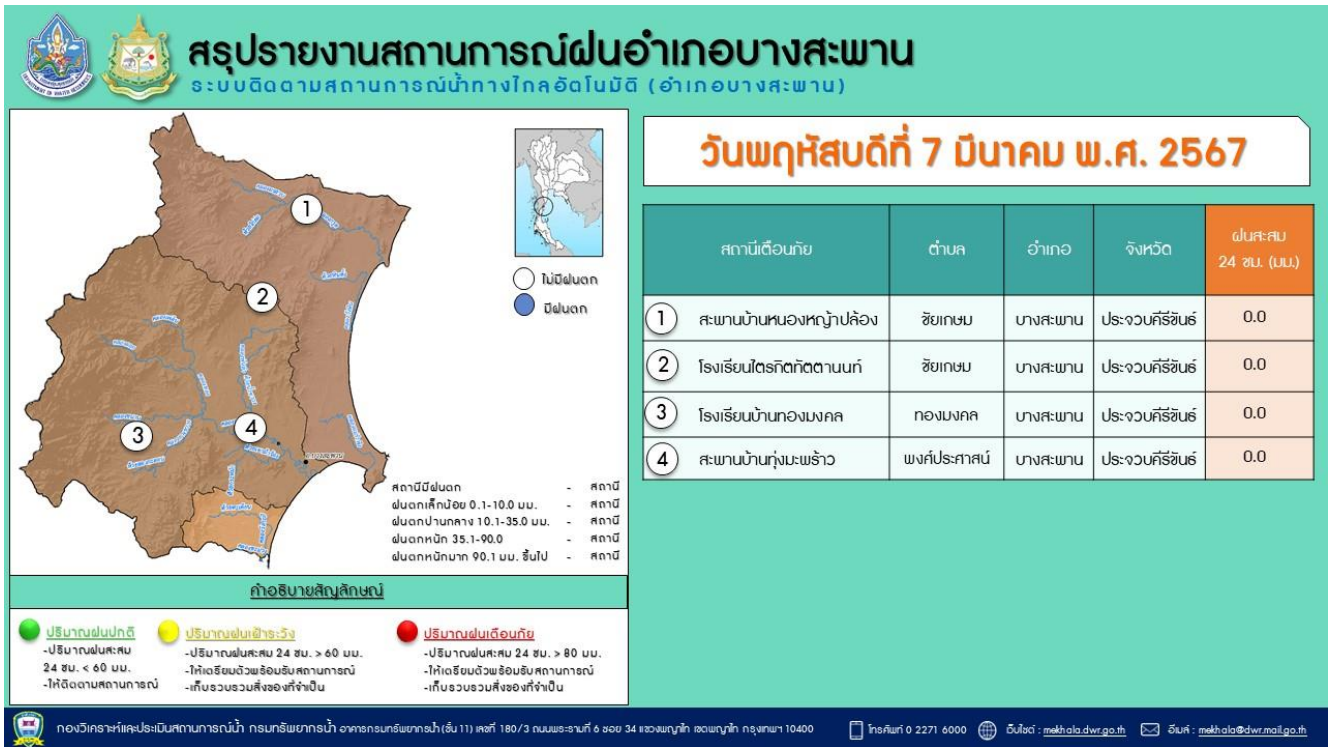 สรุปรายงานสถานการณ์ฝนอำเภอบางสะพาน
ระบบติดตามสถานการณ์น้ำทางไกลอัตโนมัติ (อำเภอบางสะพาน)
วันพฤหัสบดีที่ 7 มีนาคม พ.ศ. 2567
1
2
3
4
ไม่มีฝนตก
มีฝนตก
สถานีมีฝนตก - สถานี
ฝนตกเล็กน้อย 0.1-10.0 มม. - สถานี
ฝนตกปานกลาง 10.1-35.0 มม. - สถานี
ฝนตกหนัก 35.1-90.0 - สถานี
ฝนตกหนักมาก 90.1 มม. ขึ้นไป - สถานี
สถานีเตือนภัย ตำบล อำเภอ จังหวัด ฝนสะสม
24 ชม. (มม.)
1 สะพานบ้านหนองหญ้าปล้อง ชัยเกษม บางสะพาน ประจวบคีรีขันธ์ 0.0
2 โรงเรียนไตรกิตทัตตานนท์ ชัยเกษม บางสะพาน ประจวบคีรีขันธ์ 0.0
3 โรงเรียนบ้านทองมงคล ทองมงคล บางสะพาน ประจวบคีรีขันธ์ 0.0
4 สะพานบ้านทุ่งมะพร้าว พงศ์ประศาสน์ บางสะพาน ประจวบคีรีขันธ์ 0.0
คำอธิบายสัญลักษณ์
ปริมาณฝนปกติ
-ปริมาณฝนสะสม
24 ชม. < 60 มม.
-ให้ติดตามสถานการณ์
ปริมาณฝนเฝ้าระวัง
-ปริมาณฝนสะสม 24 ชม. > 60 มม.
-ให้เตรียมตัวพร้อมรับสถานการณ์
-เก็บรวบรวมสิ่งของที่จำเป็น
ปริมาณฝนเตือนภัย
-ปริมาณฝนสะสม 24 ชม. > 80 มม.
-ให้เตรียมตัวพร้อมรับสถานการณ์
-เก็บรวบรวมสิ่งของที่จำเป็น
กองวิเคราะห์และประเมินสถานการณ์น้ำ กรมทรัพยากรน้ำ อาคารกรมทรัพยากรน้ำ (ชั้น 11) เลขที่ 180/3 ถนนพระรามที่ 6 ซอย 34 แขวงพญาไท เขตพญาไท กรุงเทพฯ 10400 โทรศัพท์ 0 2271 6000 เว็บไซต์ : mekhala.dwr.go.th อีเมล์ : mekhala@dwr.mail.go.th